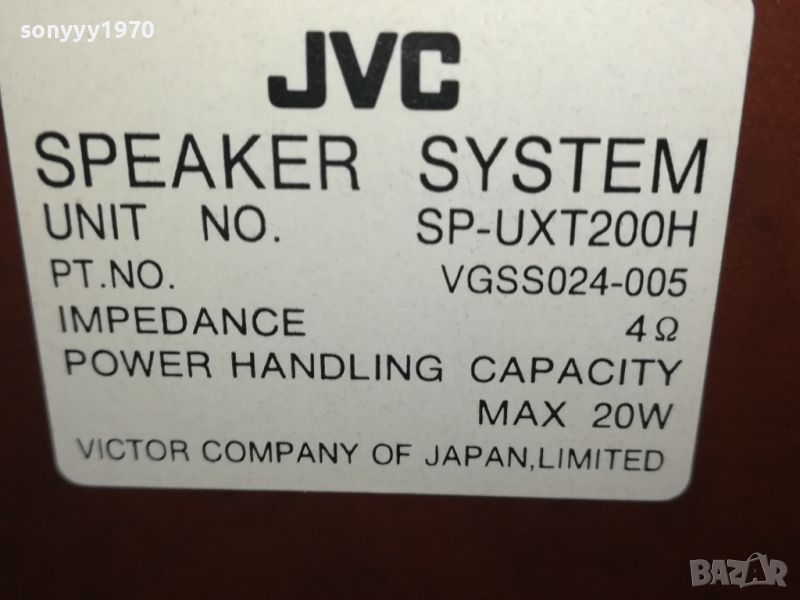 sonyyy1970
JVC
SPEAKER SYSTEM
UNIT NO. SP-UXT200H
PT.NO. VGSS024-005
IMPEDANCE 4Ω
POWER HANDLING CAPACITY
MAX 20W
VICTOR COMPANY OF JAPAN,LIMITED
BAZAR